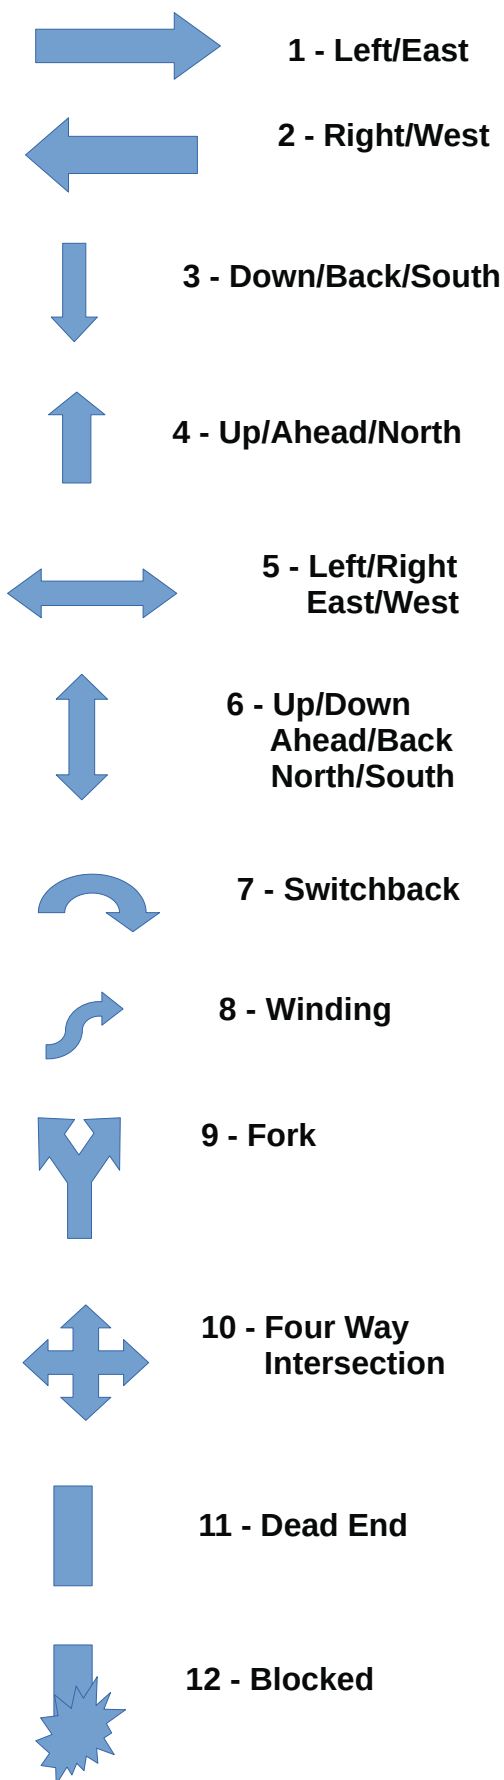 1 - Left/East
2 - Right/West
3 - Down/Back/South
4 - Up/Ahead/North
5 - Left/Right
East/West
6 - Up/Down
Ahead/Back
North/South
7 - Switchback
8 - Winding
9 - Fork
10 - Four Way
Intersection
11 - Dead End
12 - Blocked